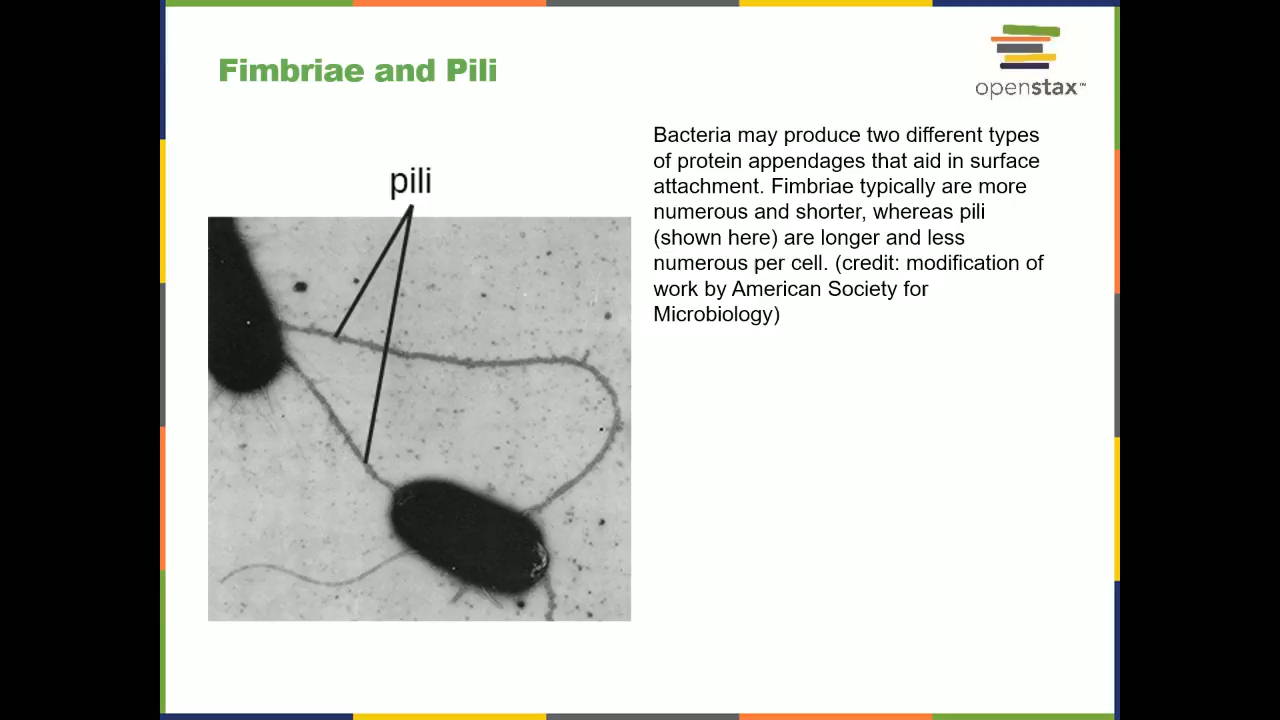 Fimbriae and Pili
openstax™
pili
Bacteria may produce two different types
of protein appendages that aid in surface
attachment. Fimbriae typically are more
numerous and shorter, whereas pili
(shown here) are longer and less
numerous per cell. (credit: modification of
work by American Society for
Microbiology)